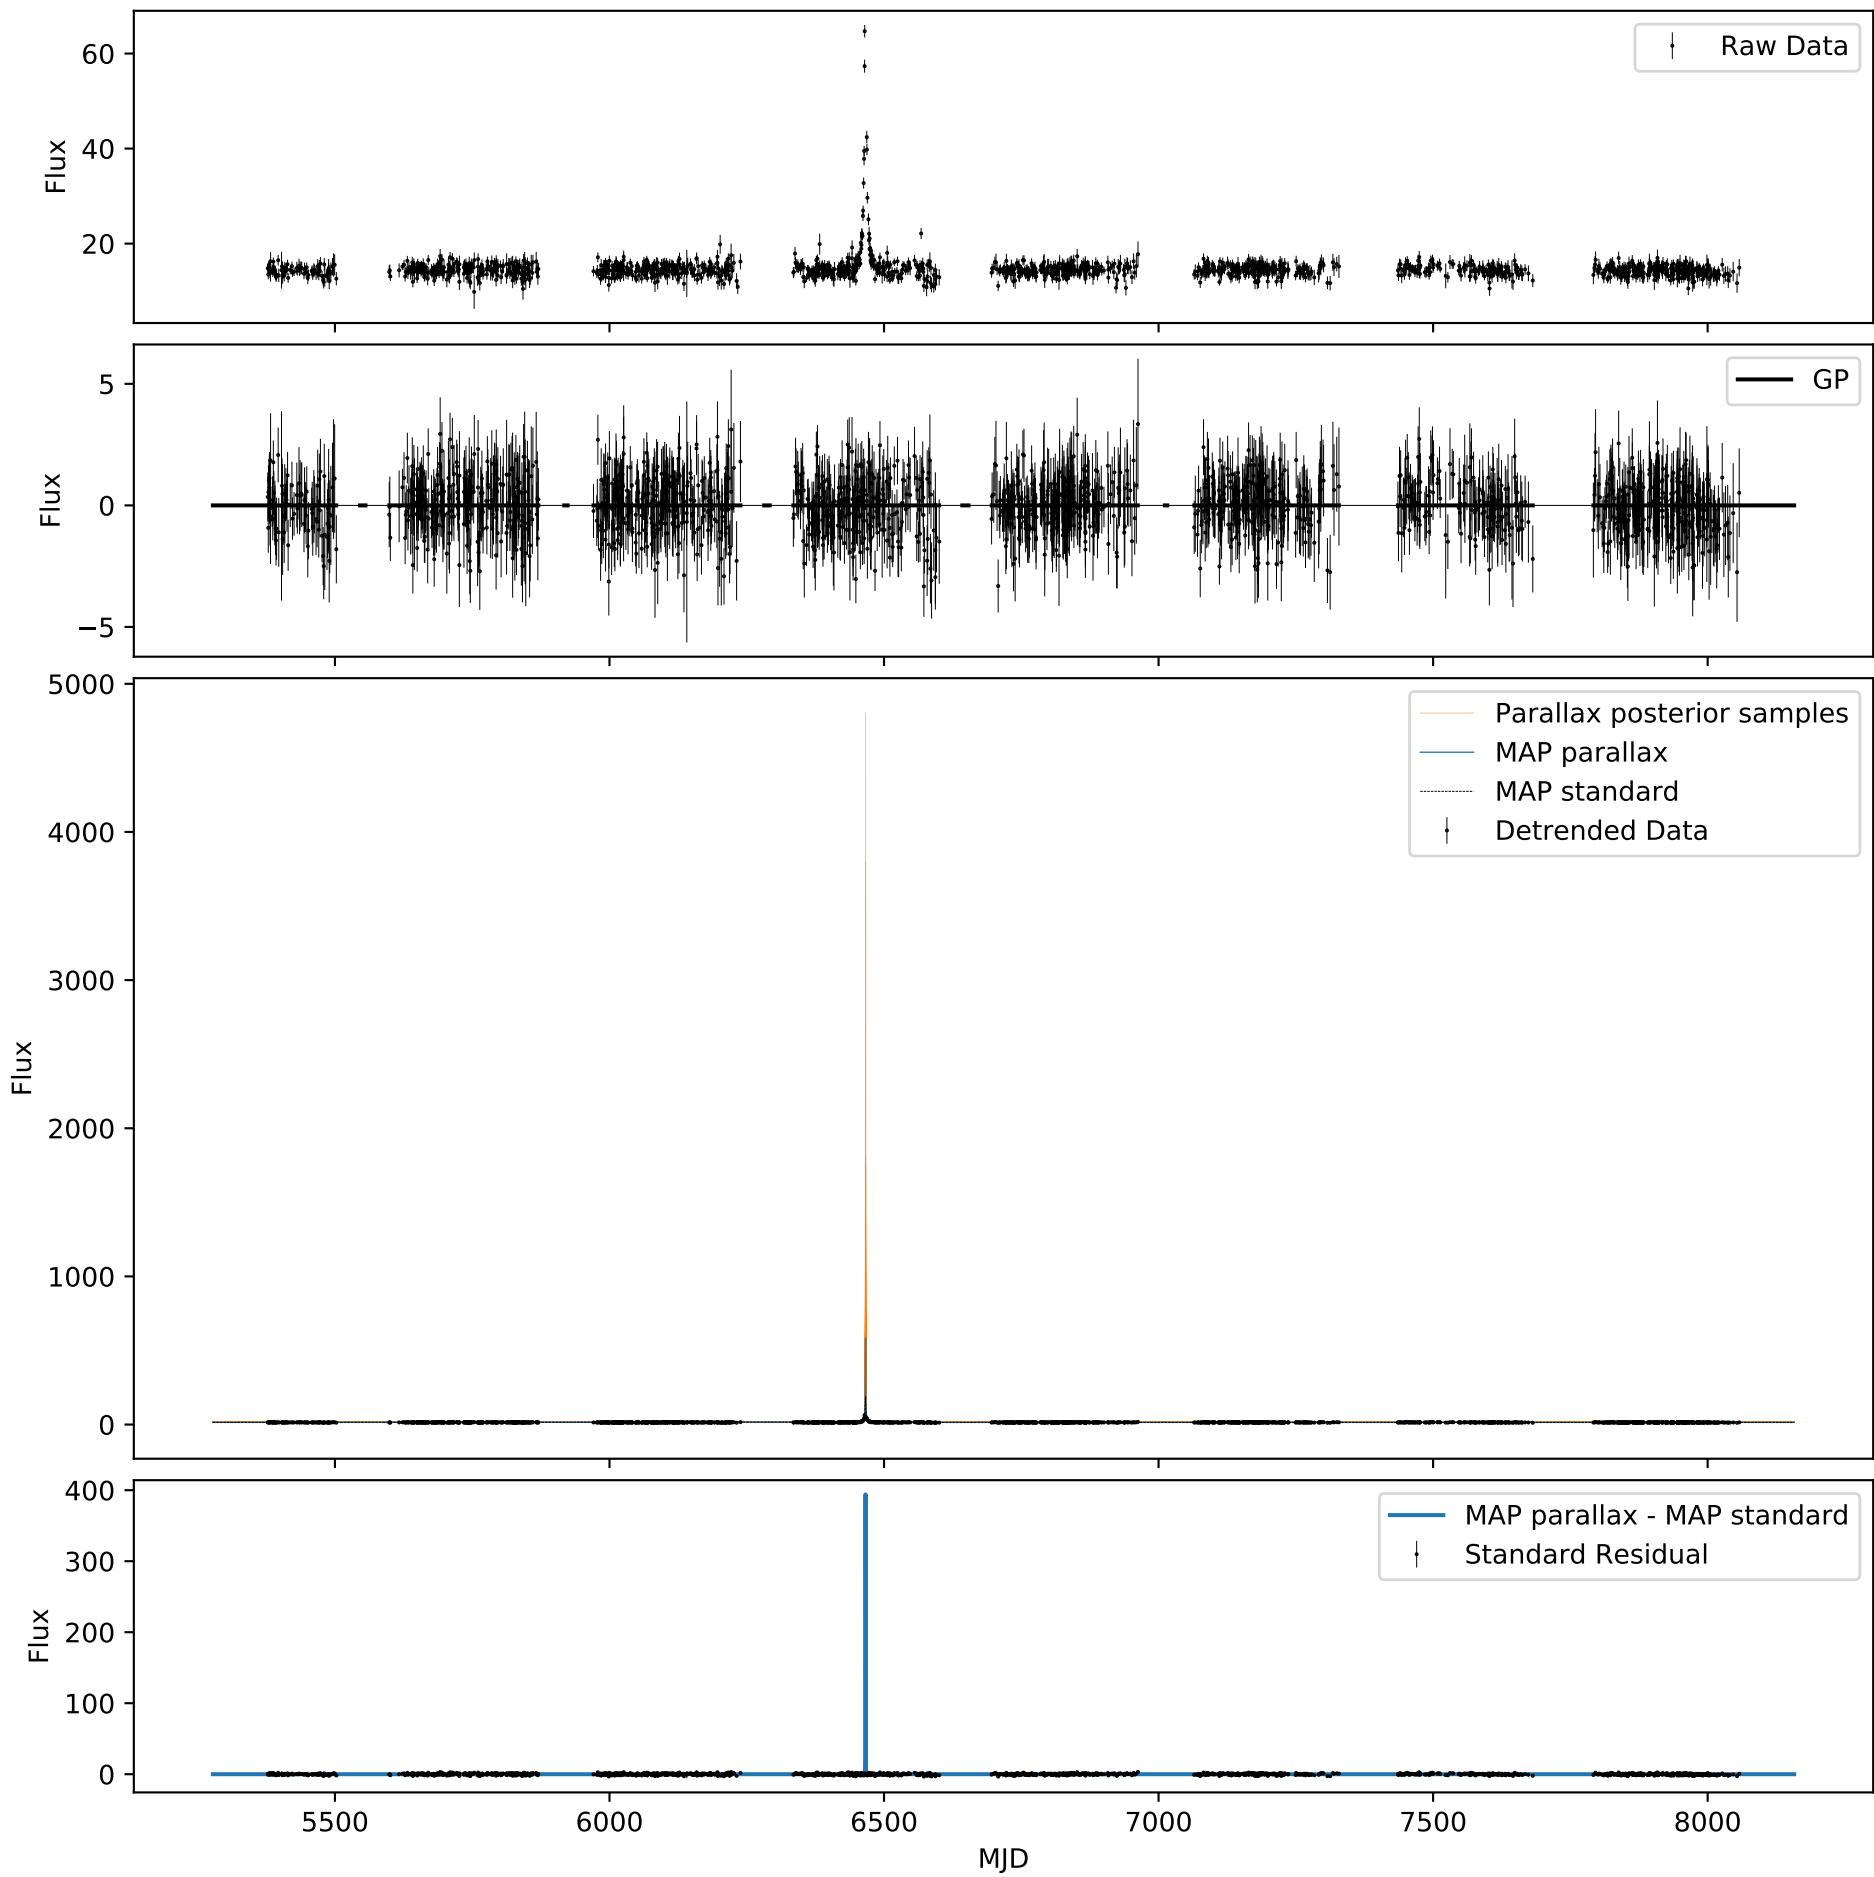 60
40
20
Flux
Raw Data
5
0
−5
Flux
GP
5000
4000
3000
2000
1000
0
Flux
Parallax posterior samples
MAP parallax
MAP standard
Detrended Data
400
300
200
100
0
Flux
MAP parallax - MAP standard
Standard Residual
5500 6000 6500 7000 7500 8000
MJD